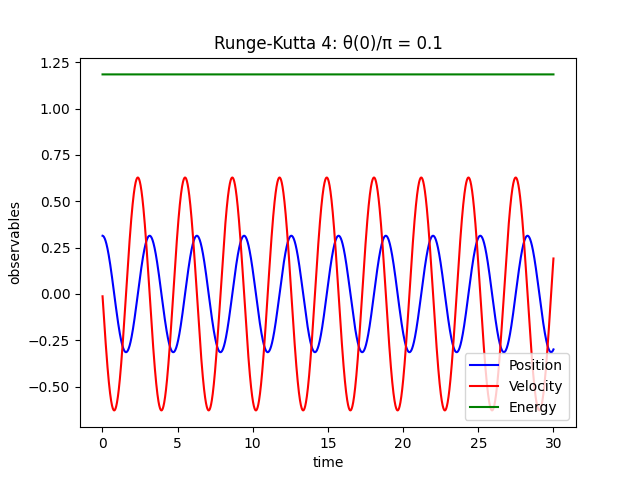 Runge-Kutta 4: θ(0)/π = 0.1
1.25
1.00
0.75
0.50
0.25
0.00
−0.25
−0.50
observables
Position
Velocity
Energy
0 5 10 15 20 25 30
time